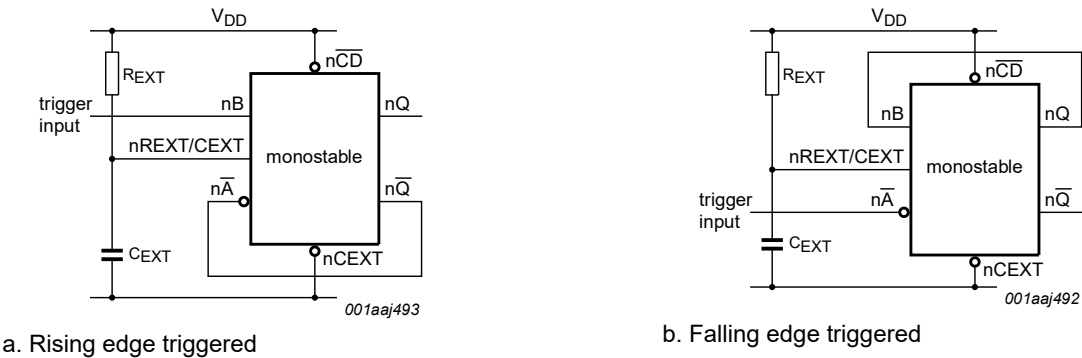 VDD
REXT
nCD̅
trigger
input
nB
nQ
nREXT/CEXT
monostable
nA̅
nQ̅
CEXT
nCEXT
001aaj493
a. Rising edge triggered
VDD
REXT
nCD̅
nB
nQ
nREXT/CEXT
monostable
trigger
input
nA̅
nQ̅
CEXT
nCEXT
001aaj492
b. Falling edge triggered